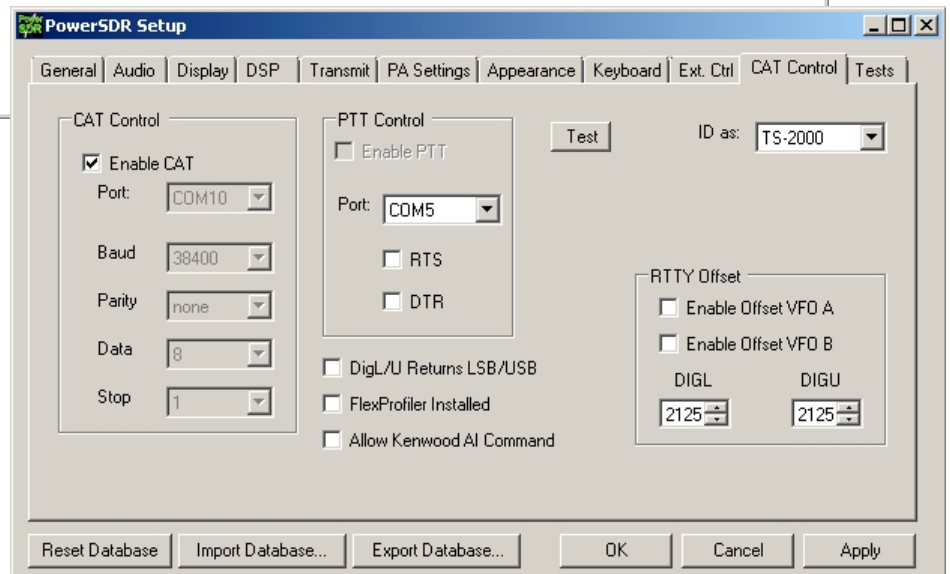 PowerSDR Setup
General Audio Display DSP Transmit PA Settings Appearance Keyboard Ext. Ctrl CAT Control Tests
CAT Control
Enable CAT
Port: COM10
Baud 38400
Parity none
Data 8
Stop 1
PTT Control
Enable PTT
Port: COM5
RTS
DTR
DigL/U Returns LSB/USB
FlexProfiler Installed
Allow Kenwood AI Command
Test
ID as: TS-2000
RTTY Offset
Enable Offset VFO A
Enable Offset VFO B
DIGL DIGU
2125 2125
Reset Database Import Database... Export Database... OK Cancel Apply